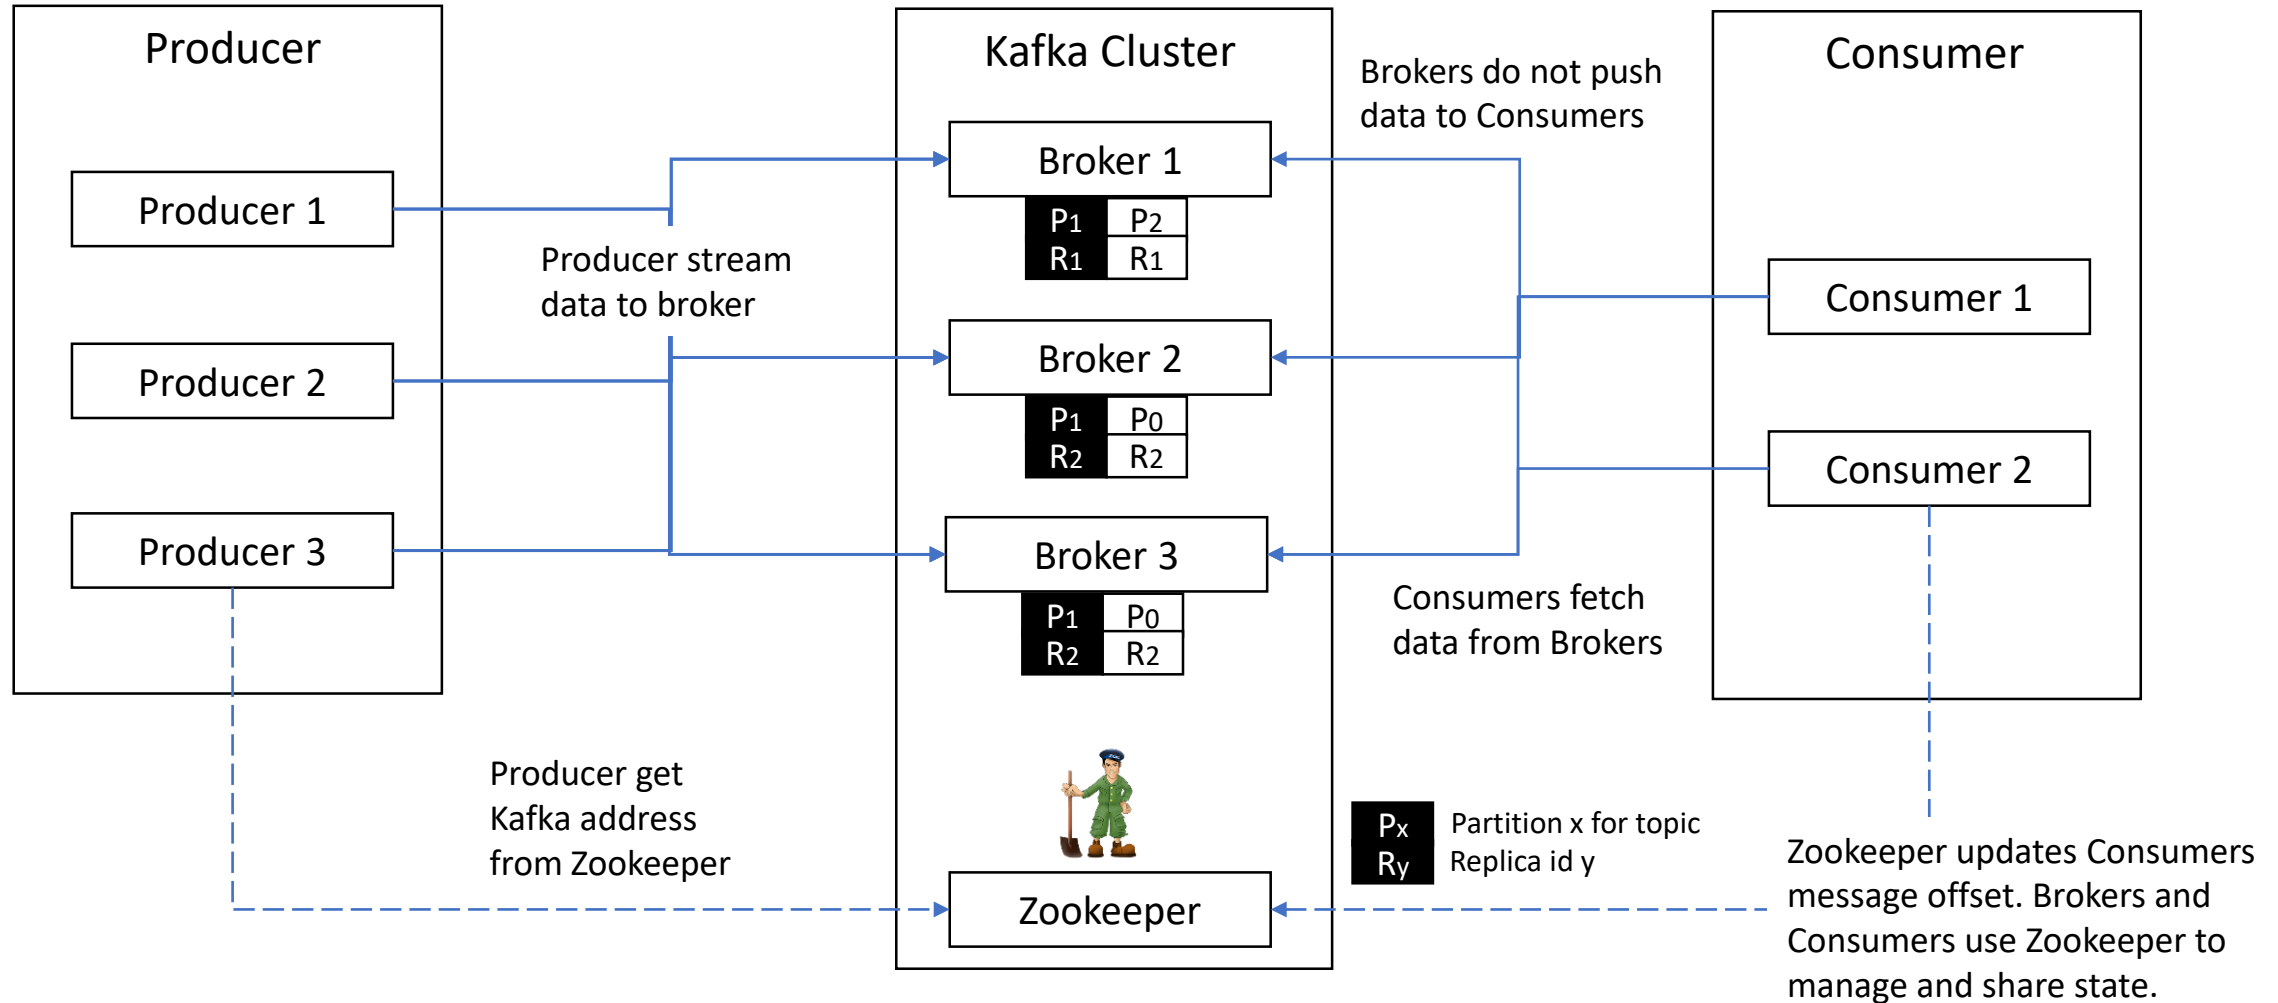 Producer
Producer 1
Producer 2
Producer 3
Producer stream
data to broker
Producer get
Kafka address
from Zookeeper
Kafka Cluster
Broker 1
P1 P2
R1 R1
Broker 2
P1 P0
R2 R2
Broker 3
P1 P0
R2 R2
Zookeeper
Brokers do not push
data to Consumers
Consumers fetch
data from Brokers
Px Partition x for topic
Ry Replica id y
Consumer
Consumer 1
Consumer 2
Zookeeper updates Consumers
message offset. Brokers and
Consumers use Zookeeper to
manage and share state.